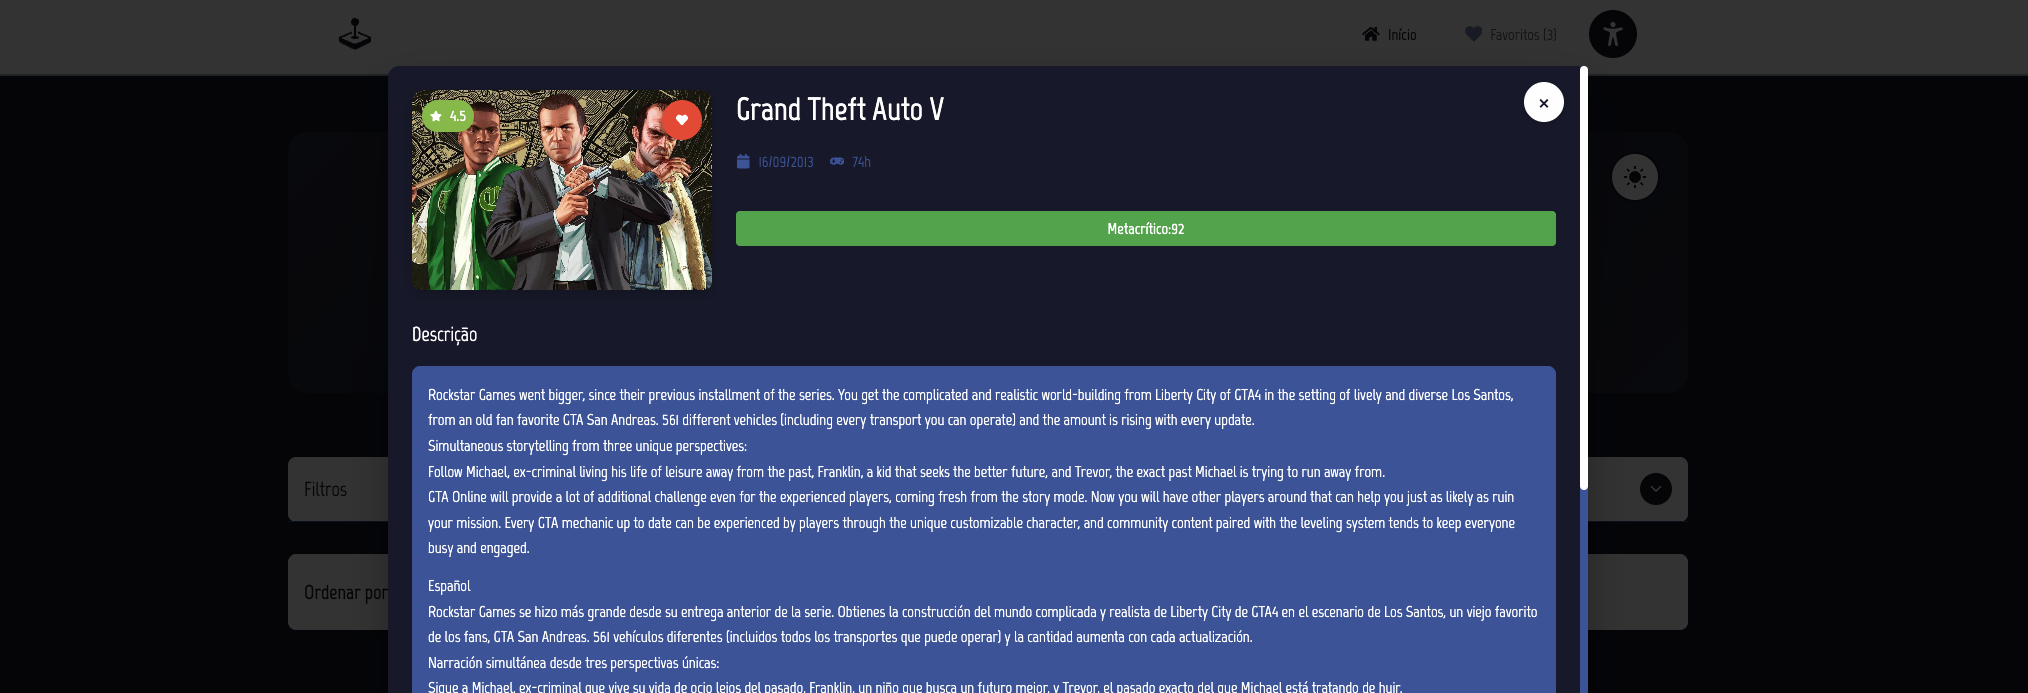 Início
Favoritos (3)
4.5
Grand Theft Auto V
16/09/2013 74h
Metacrítico:92
Descrição
Rockstar Games went bigger, since their previous installment of the series. You get the complicated and realistic world-building from Liberty City of GTA4 in the setting of lively and diverse Los Santos,
from an old fan favorite GTA San Andreas. 561 different vehicles (including every transport you can operate) and the amount is rising with every update.
Simultaneous storytelling from three unique perspectives:
Follow Michael, ex-criminal living his life of leisure away from the past, Franklin, a kid that seeks the better future, and Trevor, the exact past Michael is trying to run away from.
GTA Online will provide a lot of additional challenge even for the experienced players, coming fresh from the story mode. Now you will have other players around that can help you just as likely as ruin
your mission. Every GTA mechanic up to date can be experienced by players through the unique customizable character, and community content paired with the leveling system tends to keep everyone
busy and engaged.
Español
Rockstar Games se hizo más grande desde su entrega anterior de la serie. Obtienes la construcción del mundo complicada y realista de Liberty City de GTA4 en el escenario de Los Santos, un viejo favorito
de los fans, GTA San Andreas. 561 vehículos diferentes (incluidos todos los transportes que puede operar) y la cantidad aumenta con cada actualización.
Narración simultánea desde tres perspectivas únicas:
Sigue a Michael, ex-criminal que vive su vida de ocio lejos del pasado, Franklin, un niño que busca un futuro mejor, y Trevor, el pasado exacto del que Michael está tratando de huir.
Filtros
Ordenar por